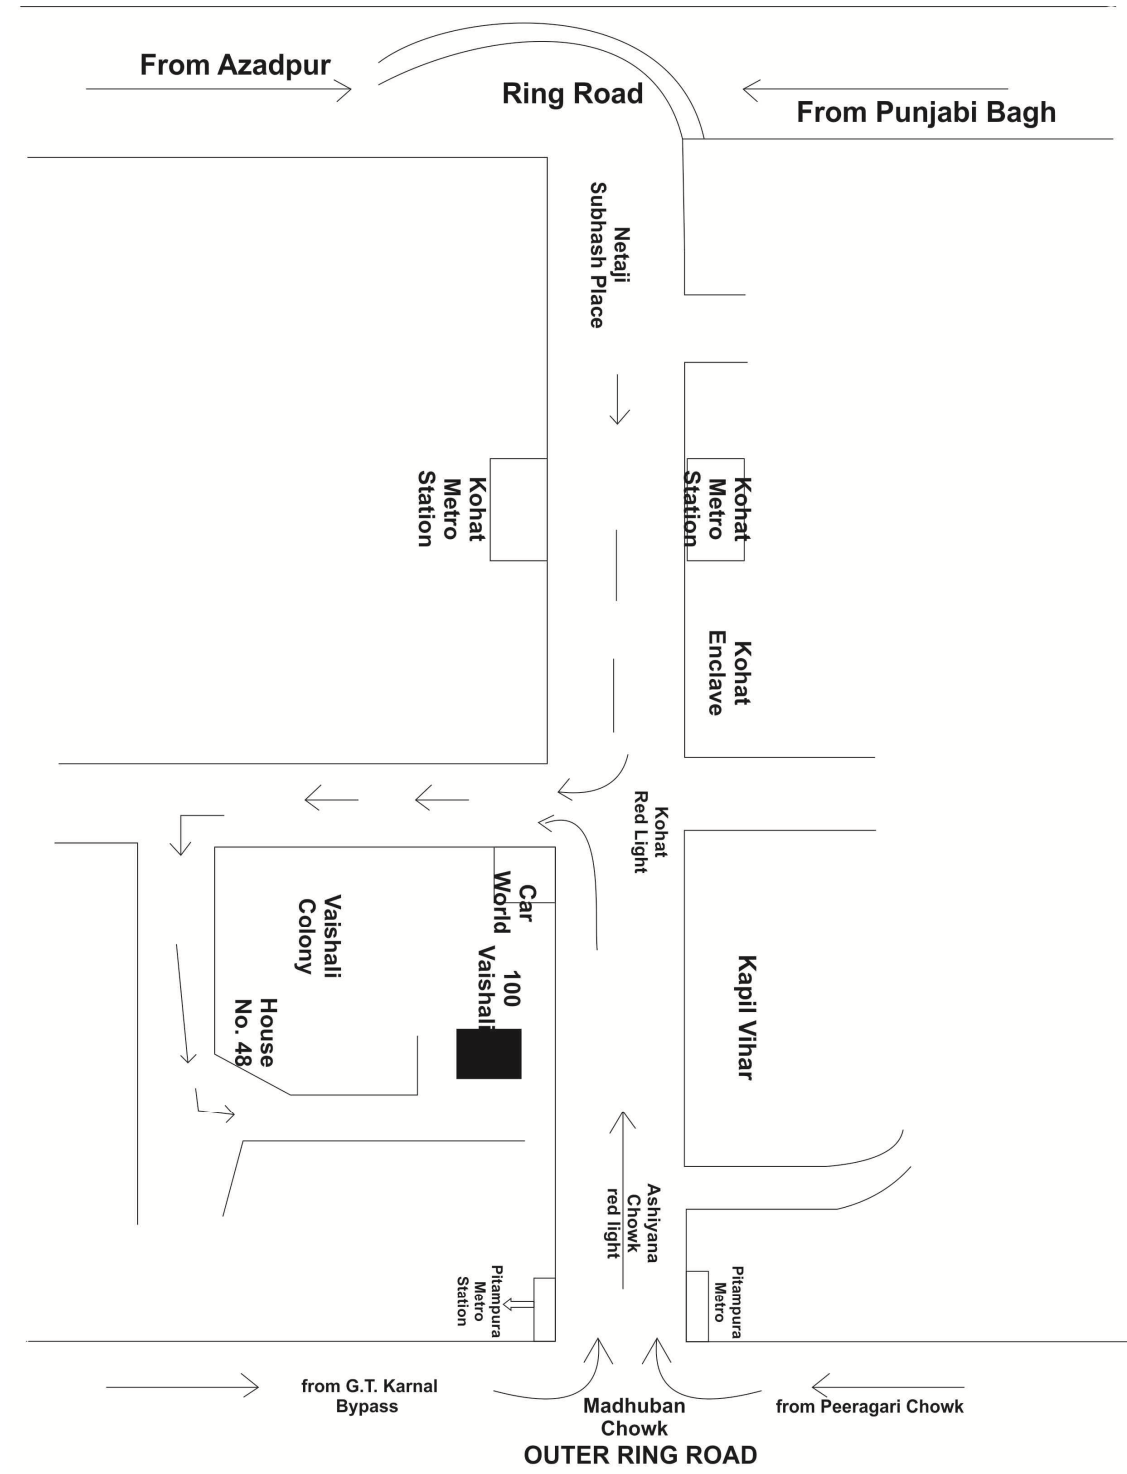 From Azadpur
Ring Road
From Punjabi Bagh
Netaji
Subhash Place
Kohat
Metro
Station
Kohat
Metro
Station
Kohat
Enclave
Kohat
Red Light
Car
World
Vaishali
Colony
100
Vaishali
House
No. 48
Kapil Vihar
Ashiyana
Chowk
red light
Pitampura
Metro
Station
Pitampura
Metro
from G.T. Karnal
Bypass
Madhuban
Chowk
from Peeragari Chowk
OUTER RING ROAD